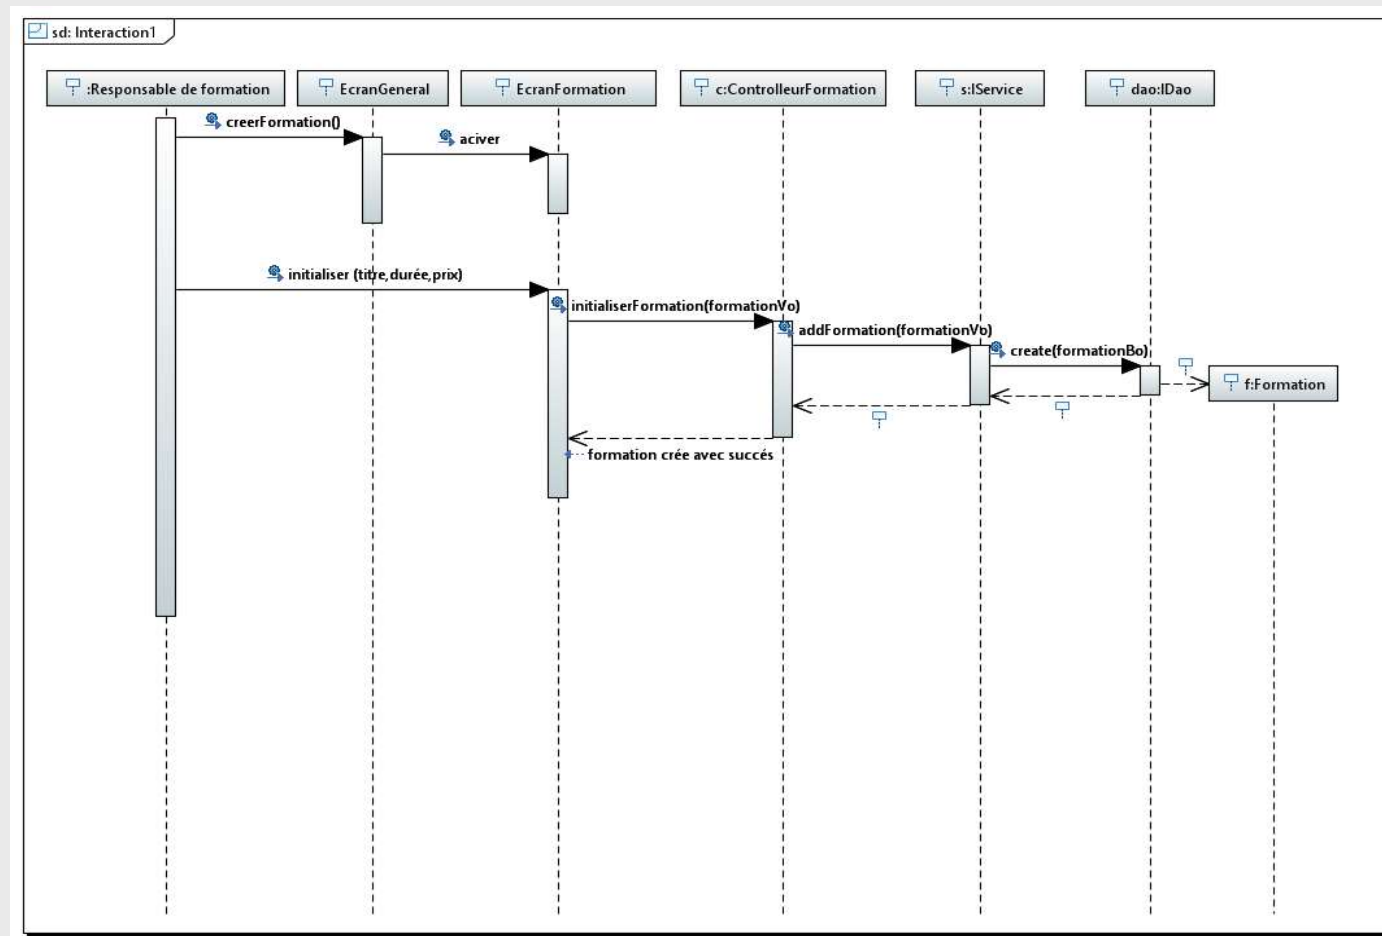 sd: Interaction1
:Responsable de formation
EcranGeneral
EcranFormation
c:ControlleurFormation
s:IService
dao:IDao
creerFormation()
aciver
initialiser (titre,durée,prix)
initialiserFormation(formationVo)
addFormation(formationVo)
create(formationBo)
f:Formation
formation crée avec succés